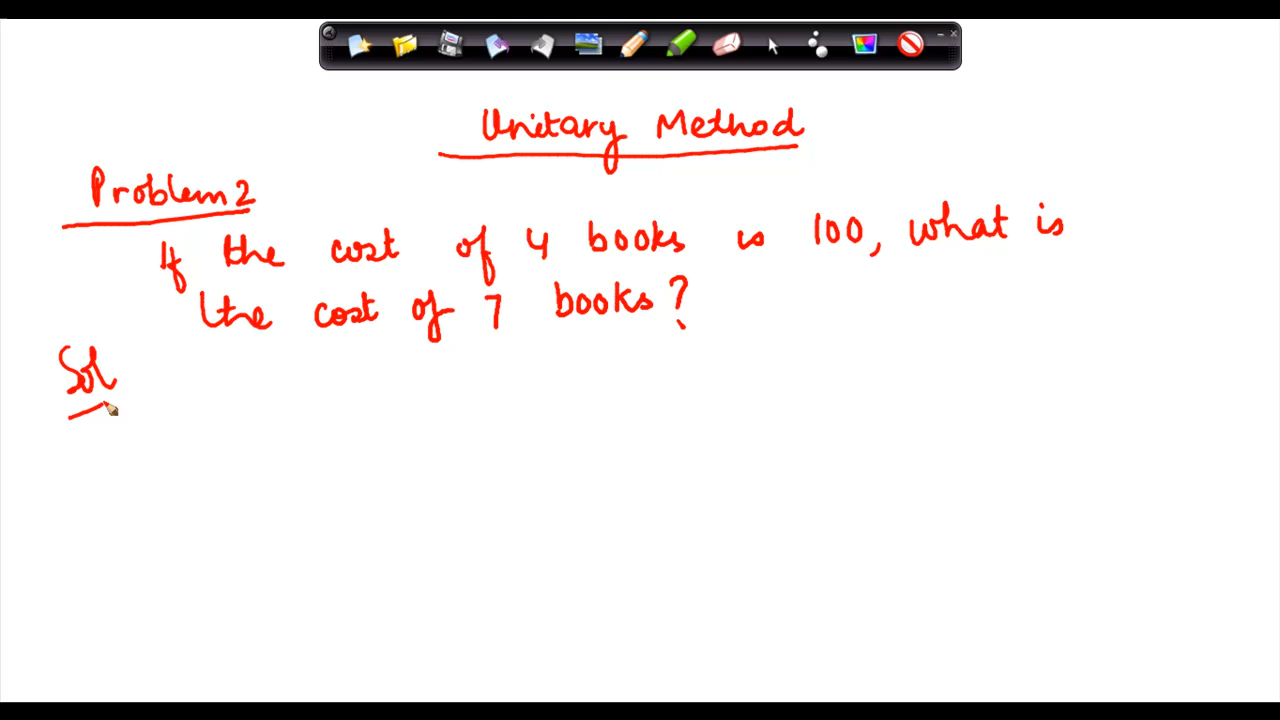 Unitary Method
Problem 2
If the cost of 4 books is 100, what is
the cost of 7 books?
Sol